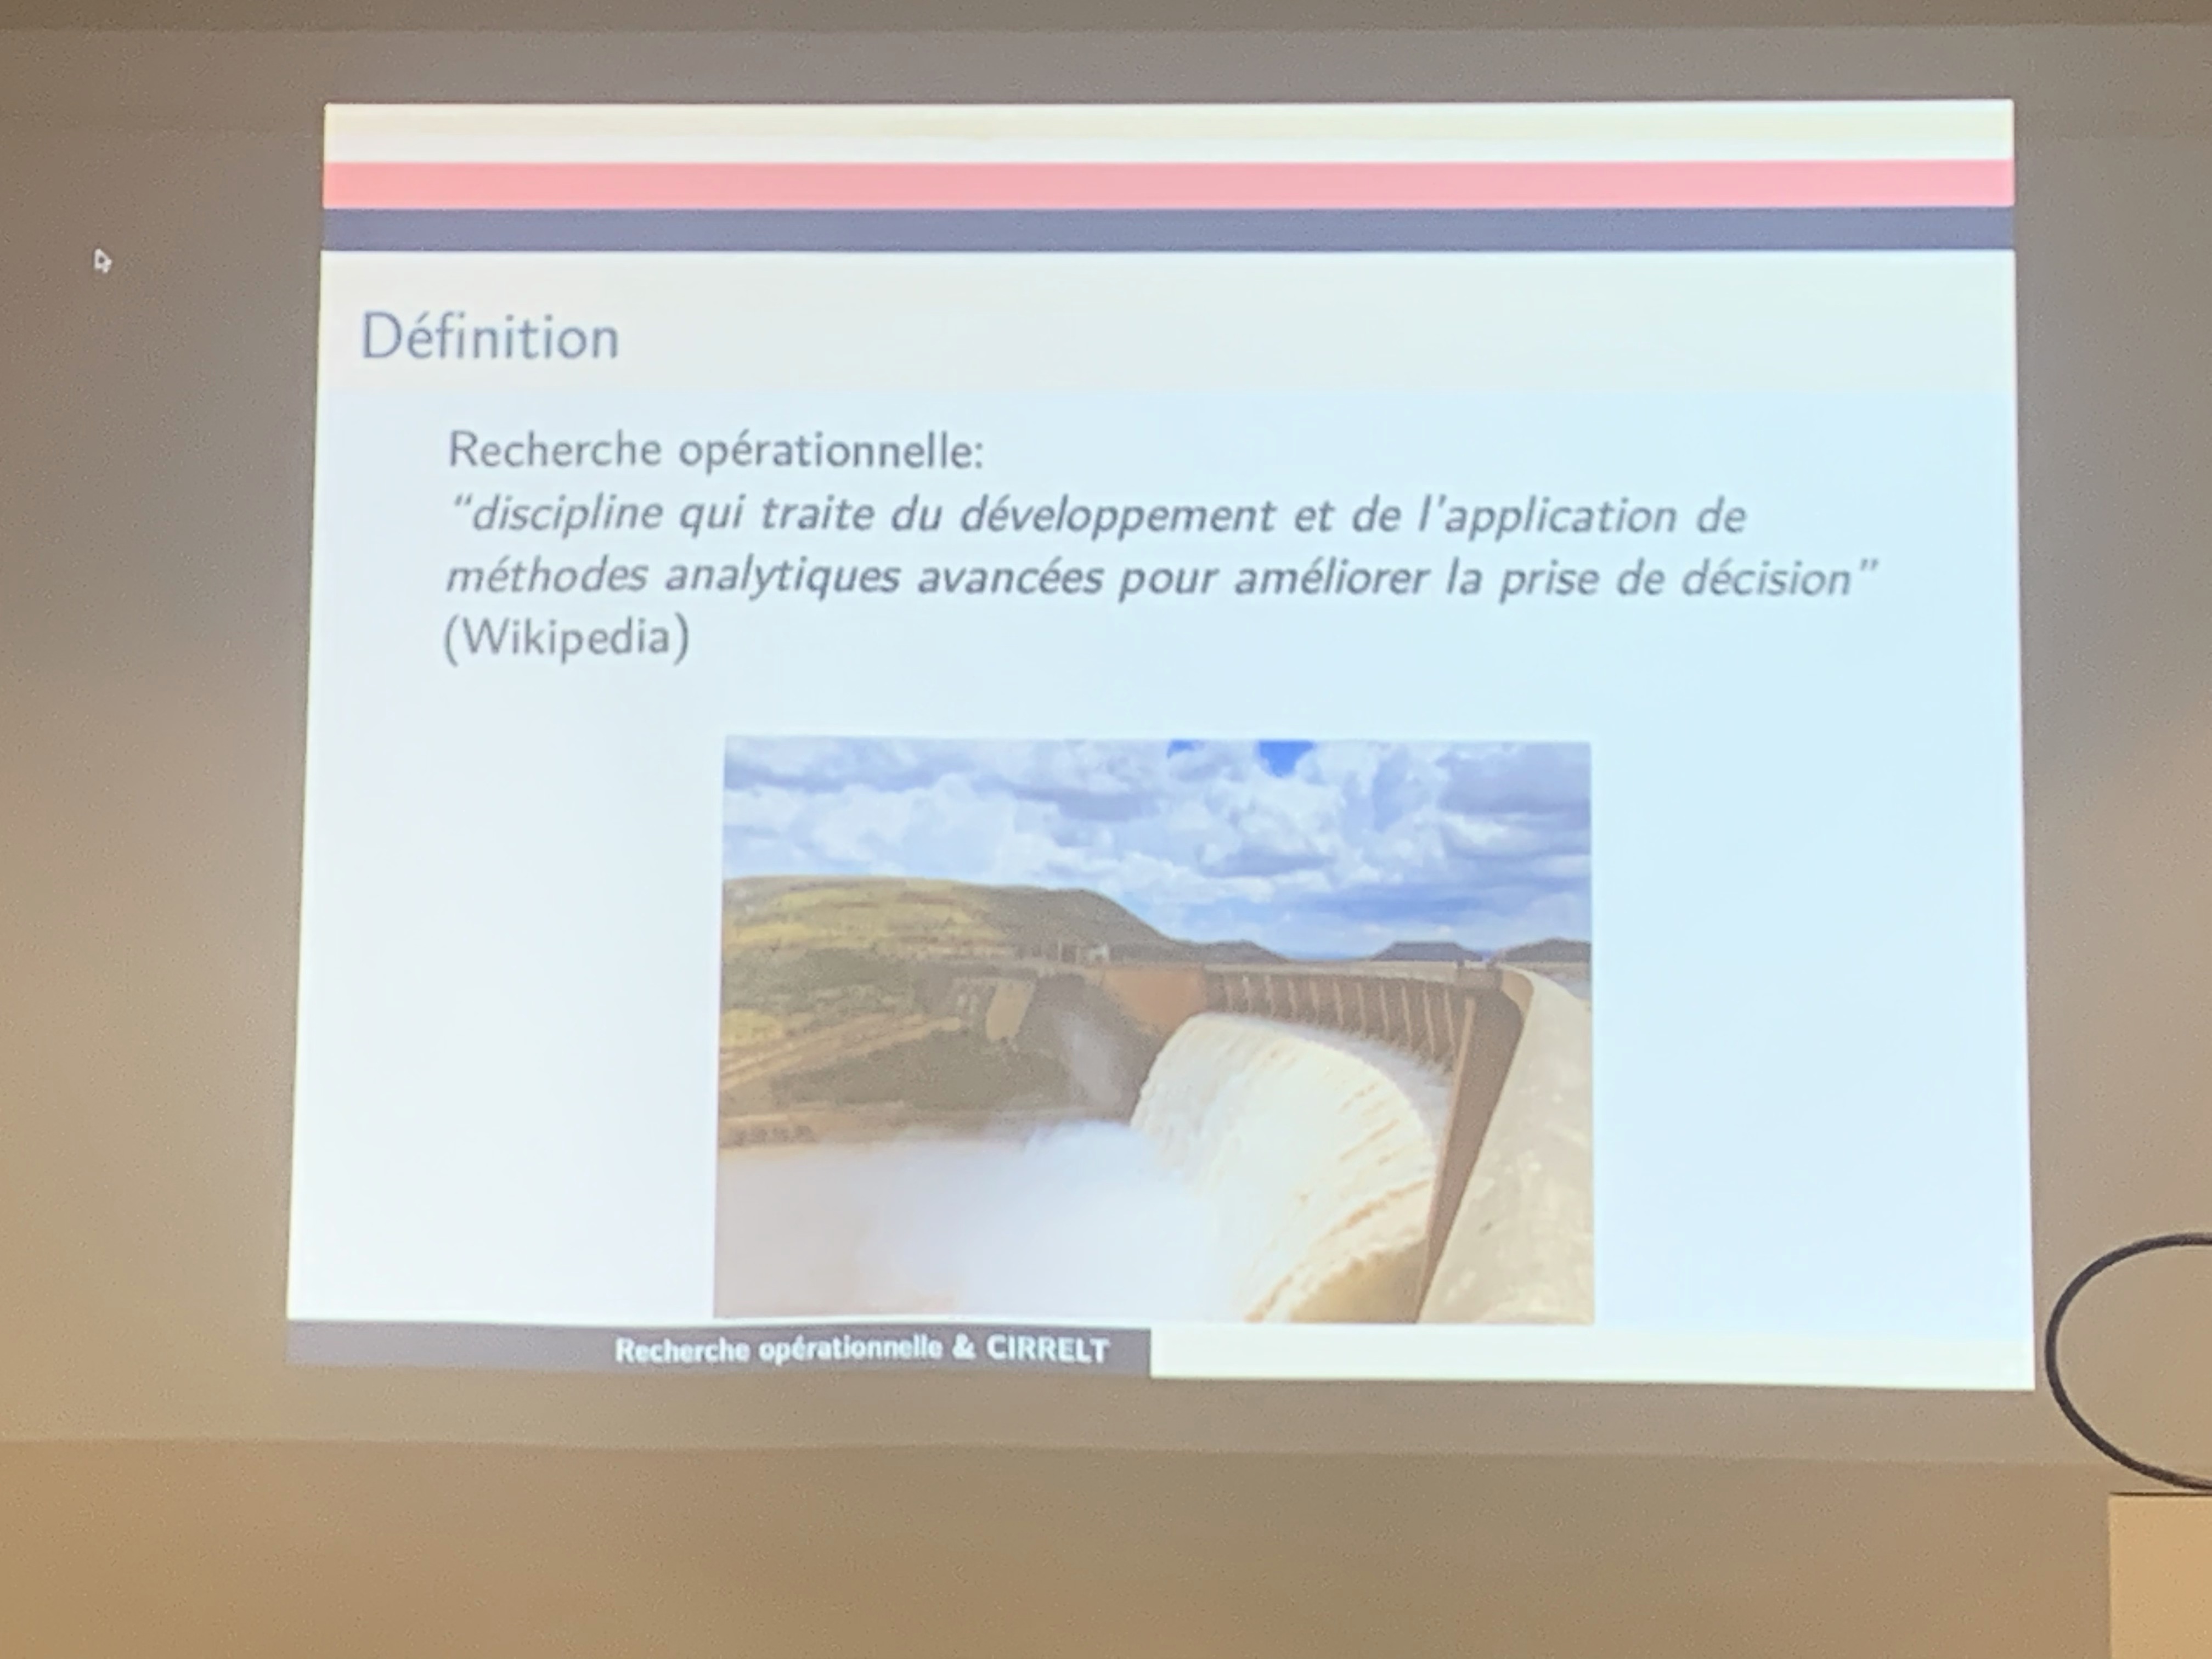 Définition
Recherche opérationnelle:
“discipline qui traite du développement et de l'application de
méthodes analytiques avancées pour améliorer la prise de décision”
(Wikipedia)
Recherche opérationnelle & CIRRELT